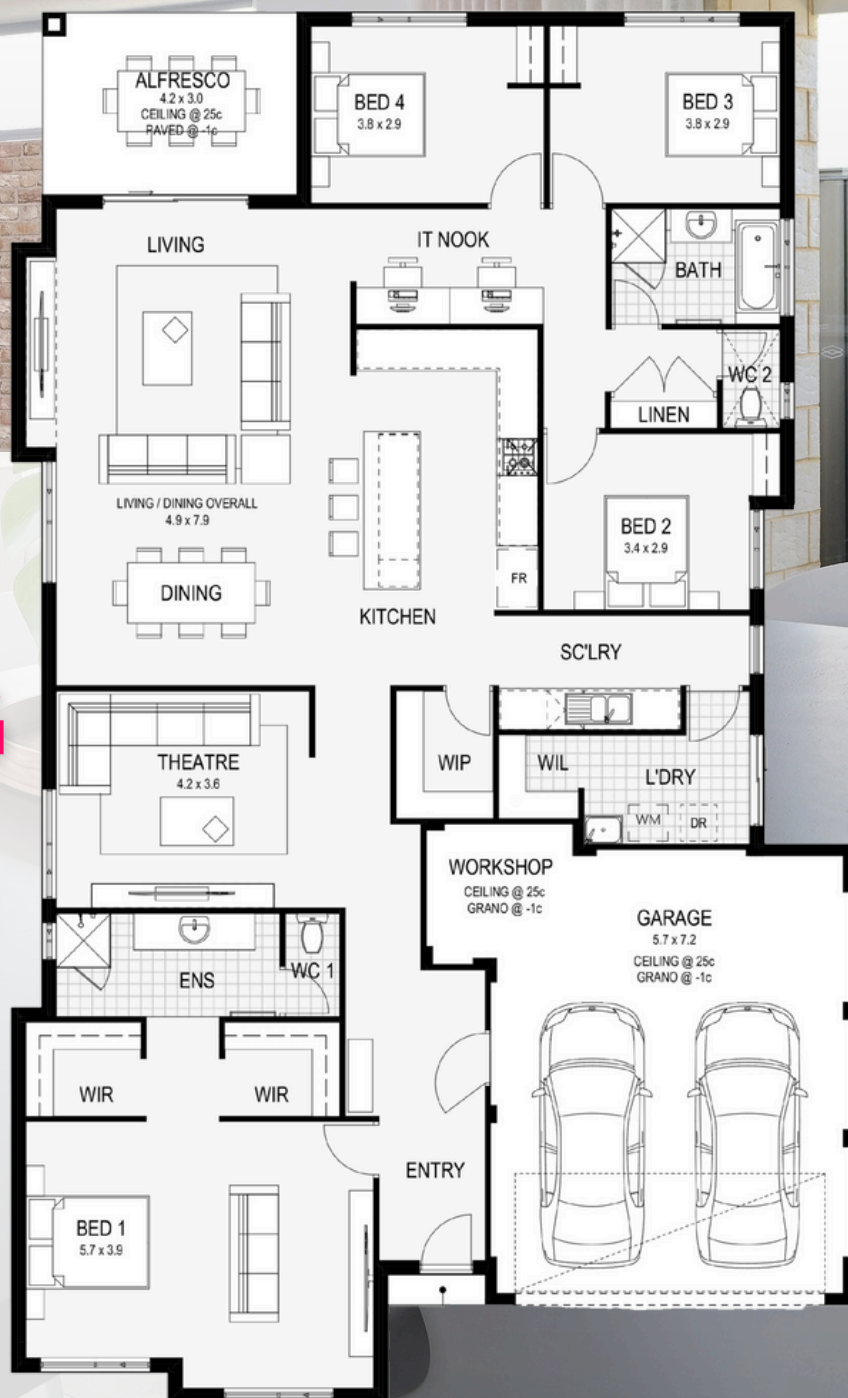 ALFRESCO
4.2 x 3.0
CEILING @ 25c
PAVED @ -1c
BED 4
3.8 x 2.9
BED 3
3.8 x 2.9
LIVING
IT NOOK
BATH
WC 2
LINEN
LIVING / DINING OVERALL
4.9 x 7.9
BED 2
3.4 x 2.9
FR
DINING
KITCHEN
SC'LRY
THEATRE
4.2 x 3.6
WIP
WIL
L'DRY
WM
DR
WORKSHOP
CEILING @ 25c
GRANO @ -1c
GARAGE
5.7 x 7.2
CEILING @ 25c
GRANO @ -1c
ENS
WC 1
WIR
WIR
ENTRY
BED 1
5.7 x 3.9